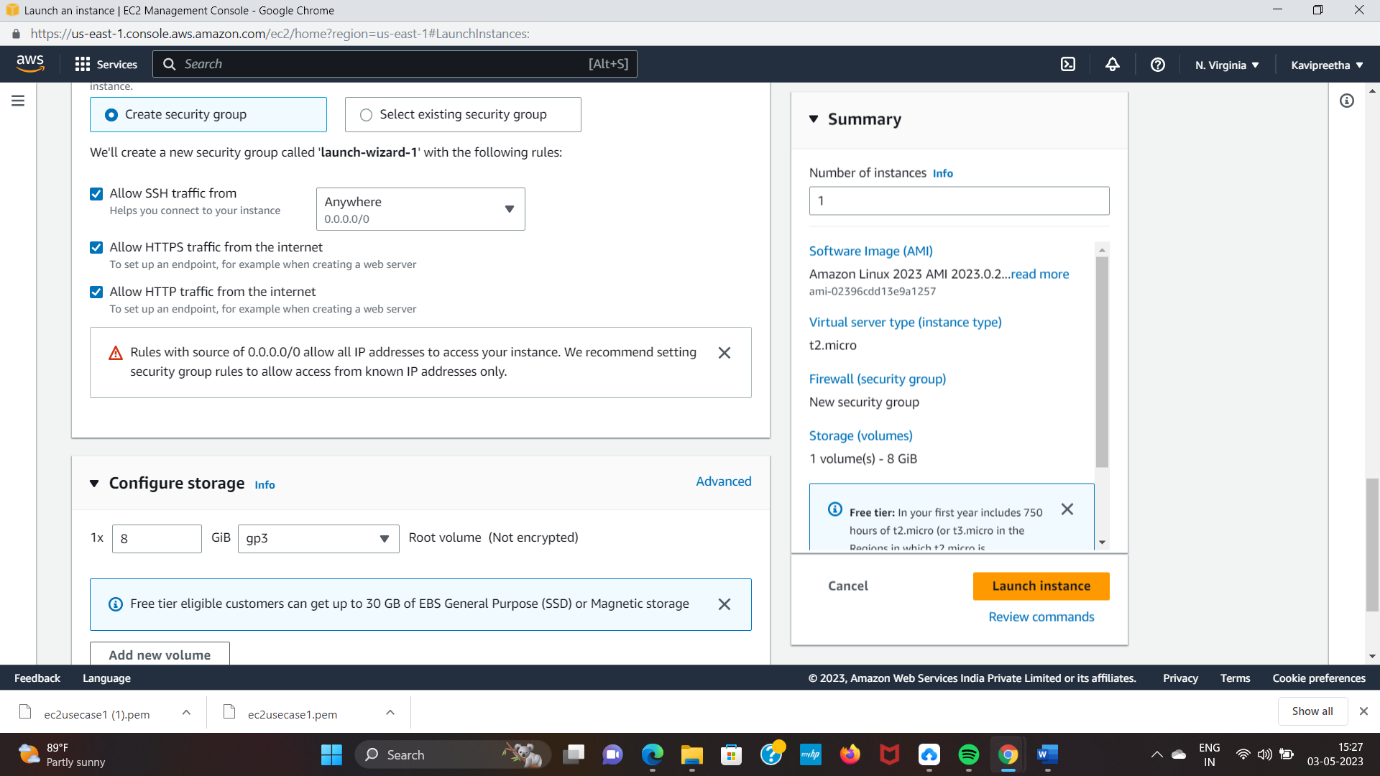 Launch an instance | EC2 Management Console - Google Chrome
https://us-east-1.console.aws.amazon.com/ec2/home?region=us-east-1#LaunchInstances:
aws
Services
Search
[Alt+S]
N. Virginia
Kavipreetha
instance.
Create security group
Select existing security group
We'll create a new security group called 'launch-wizard-1' with the following rules:
Allow SSH traffic from
Helps you connect to your instance
Anywhere
0.0.0.0/0
Allow HTTPS traffic from the internet
To set up an endpoint, for example when creating a web server
Allow HTTP traffic from the internet
To set up an endpoint, for example when creating a web server
Rules with source of 0.0.0.0/0 allow all IP addresses to access your instance. We recommend setting
security group rules to allow access from known IP addresses only.
Configure storage Info
Advanced
1x 8 GiB gp3 Root volume (Not encrypted)
Free tier eligible customers can get up to 30 GB of EBS General Purpose (SSD) or Magnetic storage
Add new volume
Summary
Number of instances Info
1
Software Image (AMI)
Amazon Linux 2023 AMI 2023.0.2...read more
ami-02396cdd13e9a1257
Virtual server type (instance type)
t2.micro
Firewall (security group)
New security group
Storage (volumes)
1 volume(s) - 8 GiB
Free tier: In your first year includes 750
hours of t2.micro (or t3.micro in the
Regions in which t2.micro is
Cancel
Launch instance
Review commands
Feedback
Language
© 2023, Amazon Web Services India Private Limited or its affiliates.
Privacy
Terms
Cookie preferences
ec2usecase1 (1).pem
ec2usecase1.pem
Show all
89°F
Partly sunny
Search
myhp
W
ENG
IN
15:27
03-05-2023